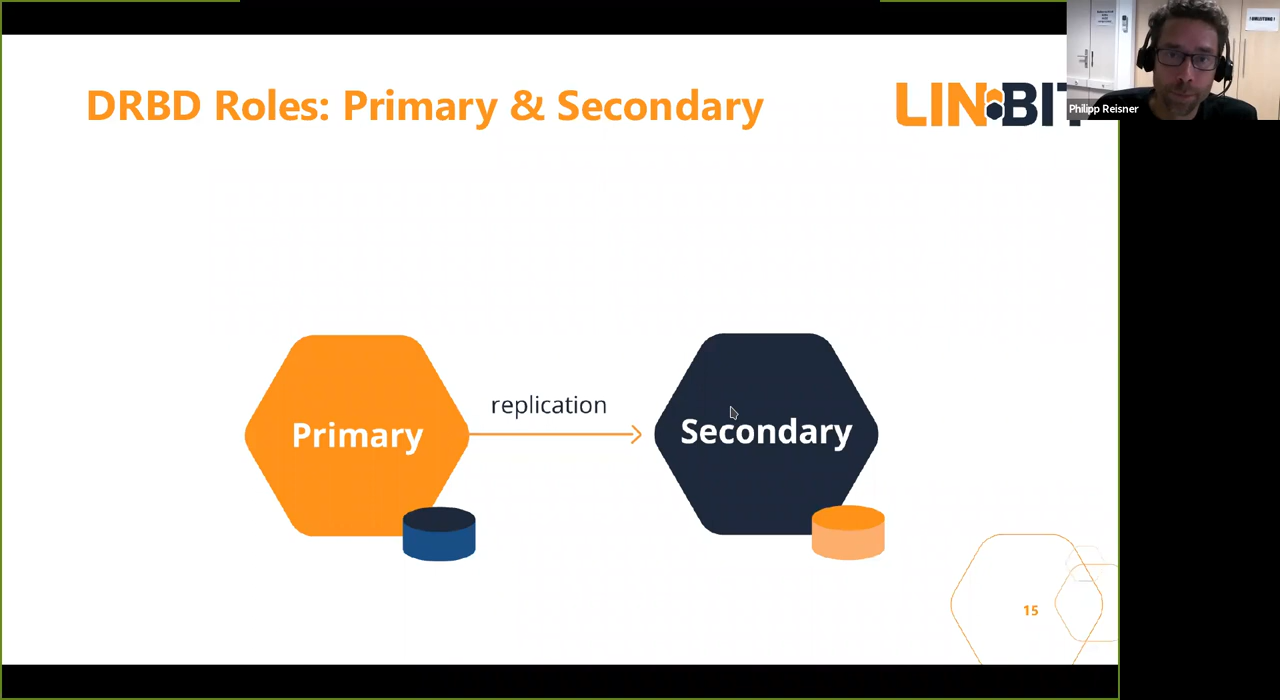 DRBD Roles: Primary & Secondary
LINBIT
Philipp Reisner
replication
Primary
Secondary
15